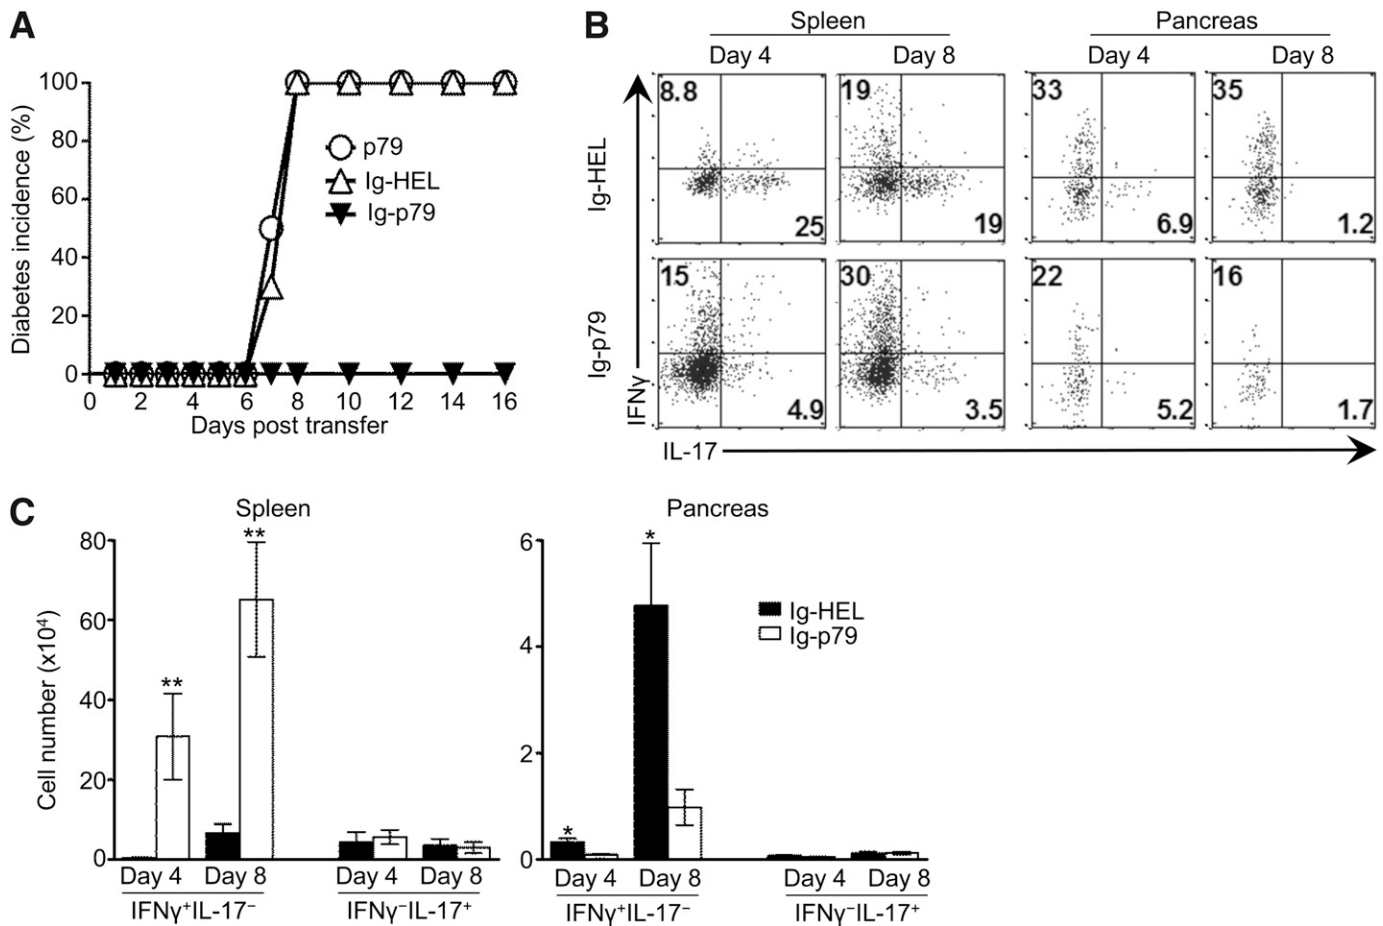 A
Diabetes incidence (%)
100
80
60
40
20
0
0 2 4 6 8 10 12 14 16
Days post transfer
p79
Ig-HEL
Ig-p79
B
Spleen Pancreas
Day 4 Day 8 Day 4 Day 8
Ig-HEL
8.8 19 33 35
25 19 6.9 1.2
Ig-p79
15 30 22 16
4.9 3.5 5.2 1.7
IFNγ
IL-17
C
Spleen
Cell number (x10⁴)
80
60
40
20
0
** **
Day 4 Day 8 Day 4 Day 8
IFNγ⁺IL-17⁻ IFNγ⁻IL-17⁺
Pancreas
6
4
2
0
* *
Ig-HEL
Ig-p79
Day 4 Day 8 Day 4 Day 8
IFNγ⁺IL-17⁻ IFNγ⁻IL-17⁺